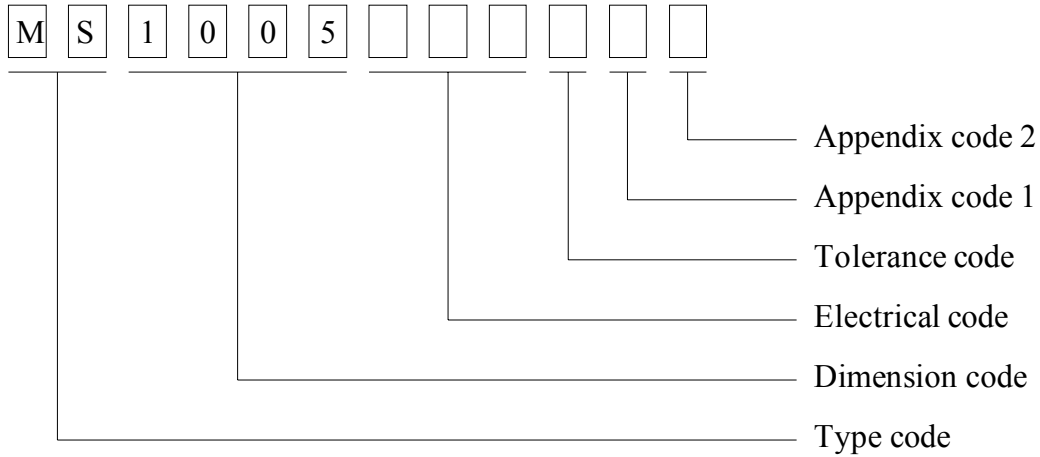 M S 1 0 0 5
Appendix code 2
Appendix code 1
Tolerance code
Electrical code
Dimension code
Type code